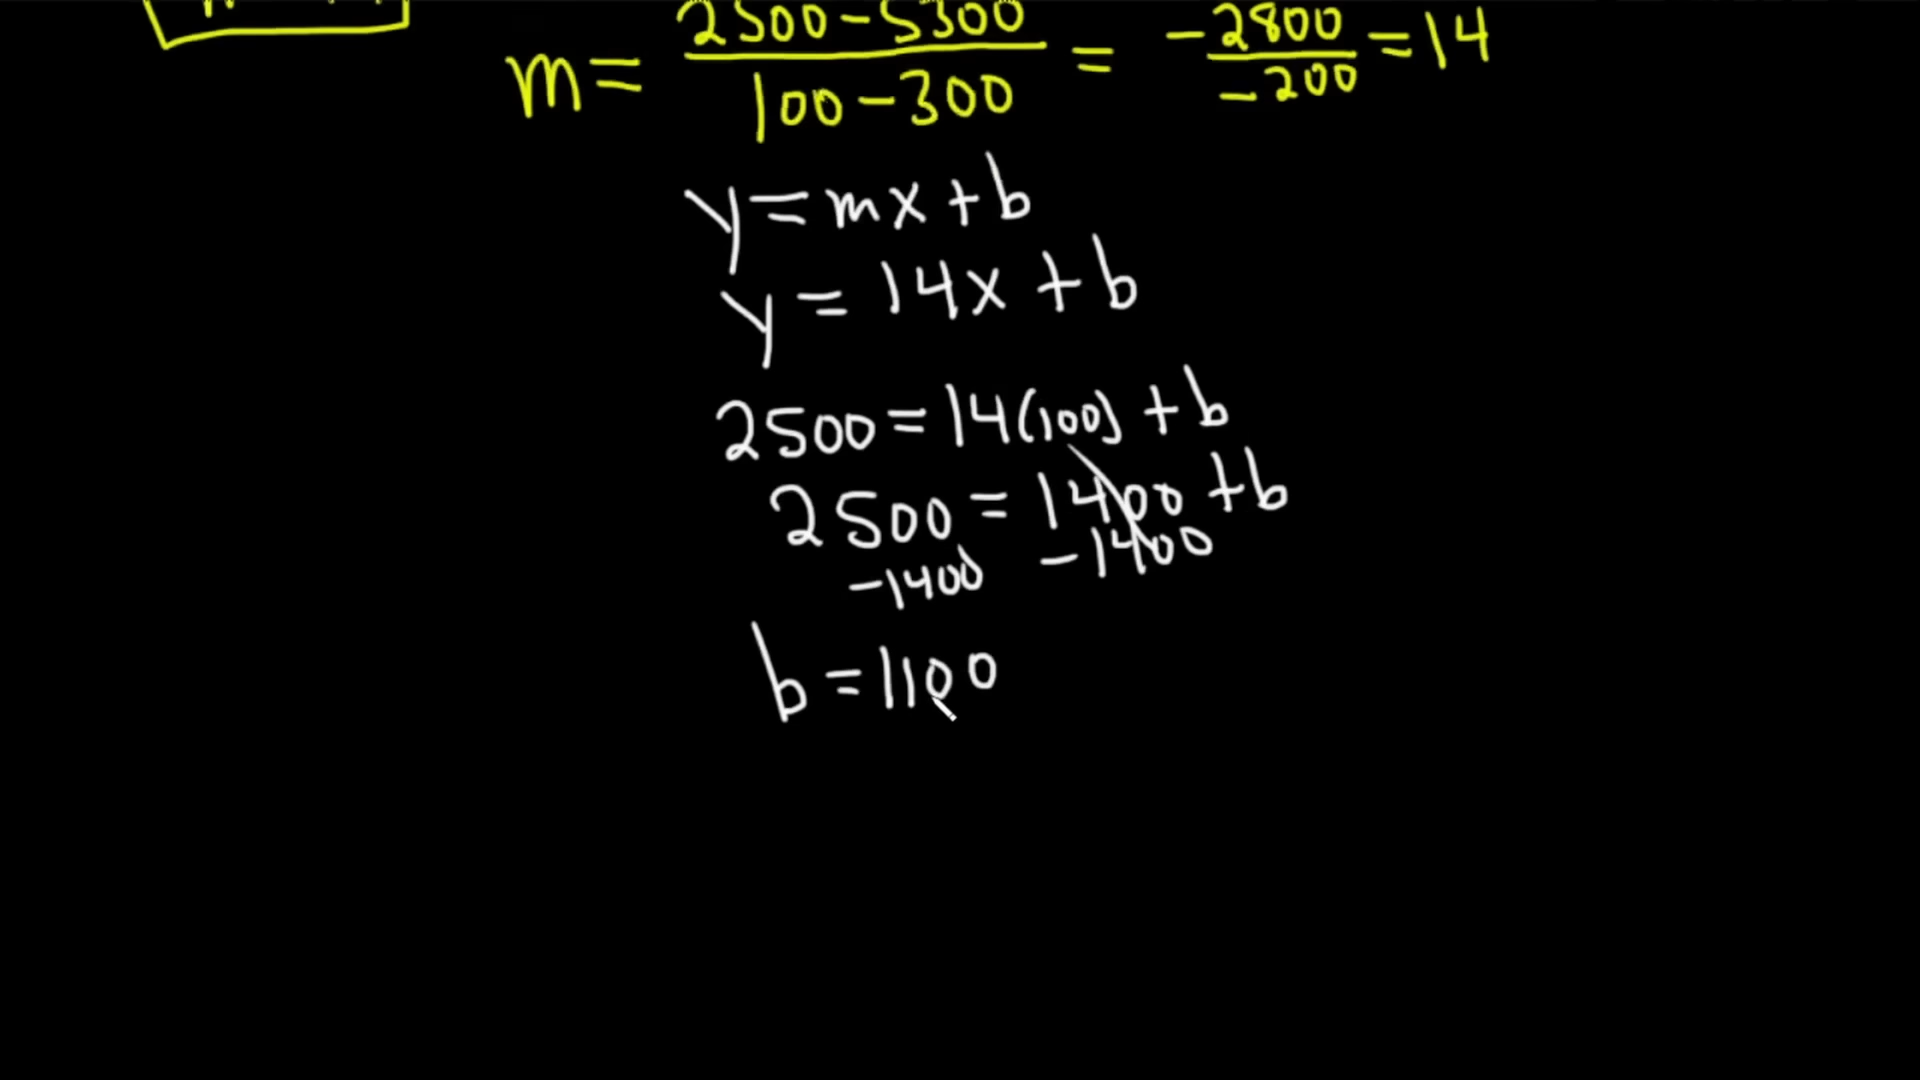 m = (2500 - 5300)/(100 - 300) = -2800/-200 = 14
y = mx + b
y = 14x + b
2500 = 14(100) + b
2500 = 1400 + b
-1400 -1400
b = 1100